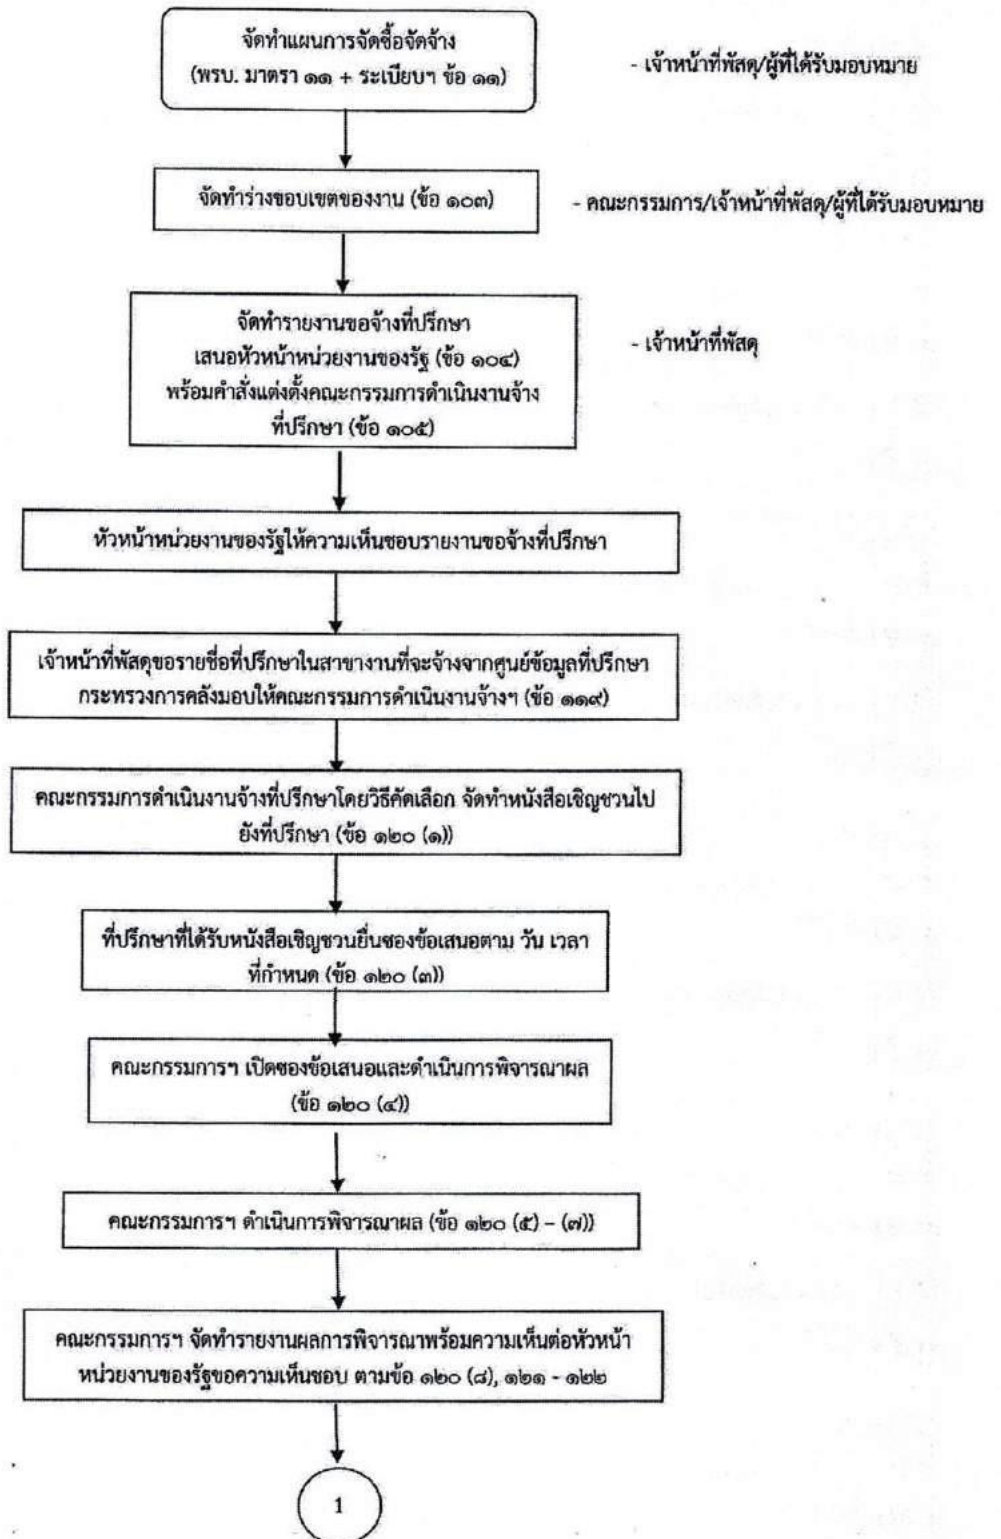 จัดทำแผนการจัดซื้อจัดจ้าง
(พรบ. มาตรา ๑๑ + ระเบียบฯ ข้อ ๑๑)
- เจ้าหน้าที่พัสดุ/ผู้ที่ได้รับมอบหมาย
จัดทำร่างขอบเขตของงาน (ข้อ ๑๐๓)
- คณะกรรมการ/เจ้าหน้าที่พัสดุ/ผู้ที่ได้รับมอบหมาย
จัดทำรายงานขอจ้างที่ปรึกษา
เสนอหัวหน้าหน่วยงานของรัฐ (ข้อ ๑๐๔)
พร้อมคำสั่งแต่งตั้งคณะกรรมการดำเนินงานจ้าง
ที่ปรึกษา (ข้อ ๑๐๕)
- เจ้าหน้าที่พัสดุ
หัวหน้าหน่วยงานของรัฐให้ความเห็นชอบรายงานขอจ้างที่ปรึกษา
เจ้าหน้าที่พัสดุขอรายชื่อที่ปรึกษาในสาขางานที่จะจ้างจากศูนย์ข้อมูลที่ปรึกษา
กระทรวงการคลังมอบให้คณะกรรมการดำเนินงานจ้างฯ (ข้อ ๑๑๙)
คณะกรรมการดำเนินงานจ้างที่ปรึกษาโดยวิธีคัดเลือก จัดทำหนังสือเชิญชวนไป
ยังที่ปรึกษา (ข้อ ๑๒๐ (๑))
ที่ปรึกษาที่ได้รับหนังสือเชิญชวนยื่นซองข้อเสนอตาม วัน เวลา
ที่กำหนด (ข้อ ๑๒๐ (๓))
คณะกรรมการฯ เปิดซองข้อเสนอและดำเนินการพิจารณาผล
(ข้อ ๑๒๐ (๔))
คณะกรรมการฯ ดำเนินการพิจารณาผล (ข้อ ๑๒๐ (๕) - (๗))
คณะกรรมการฯ จัดทำรายงานผลการพิจารณาพร้อมความเห็นต่อหัวหน้า
หน่วยงานของรัฐขอความเห็นชอบ ตามข้อ ๑๒๐ (๘), ๑๒๑ - ๑๒๒
1